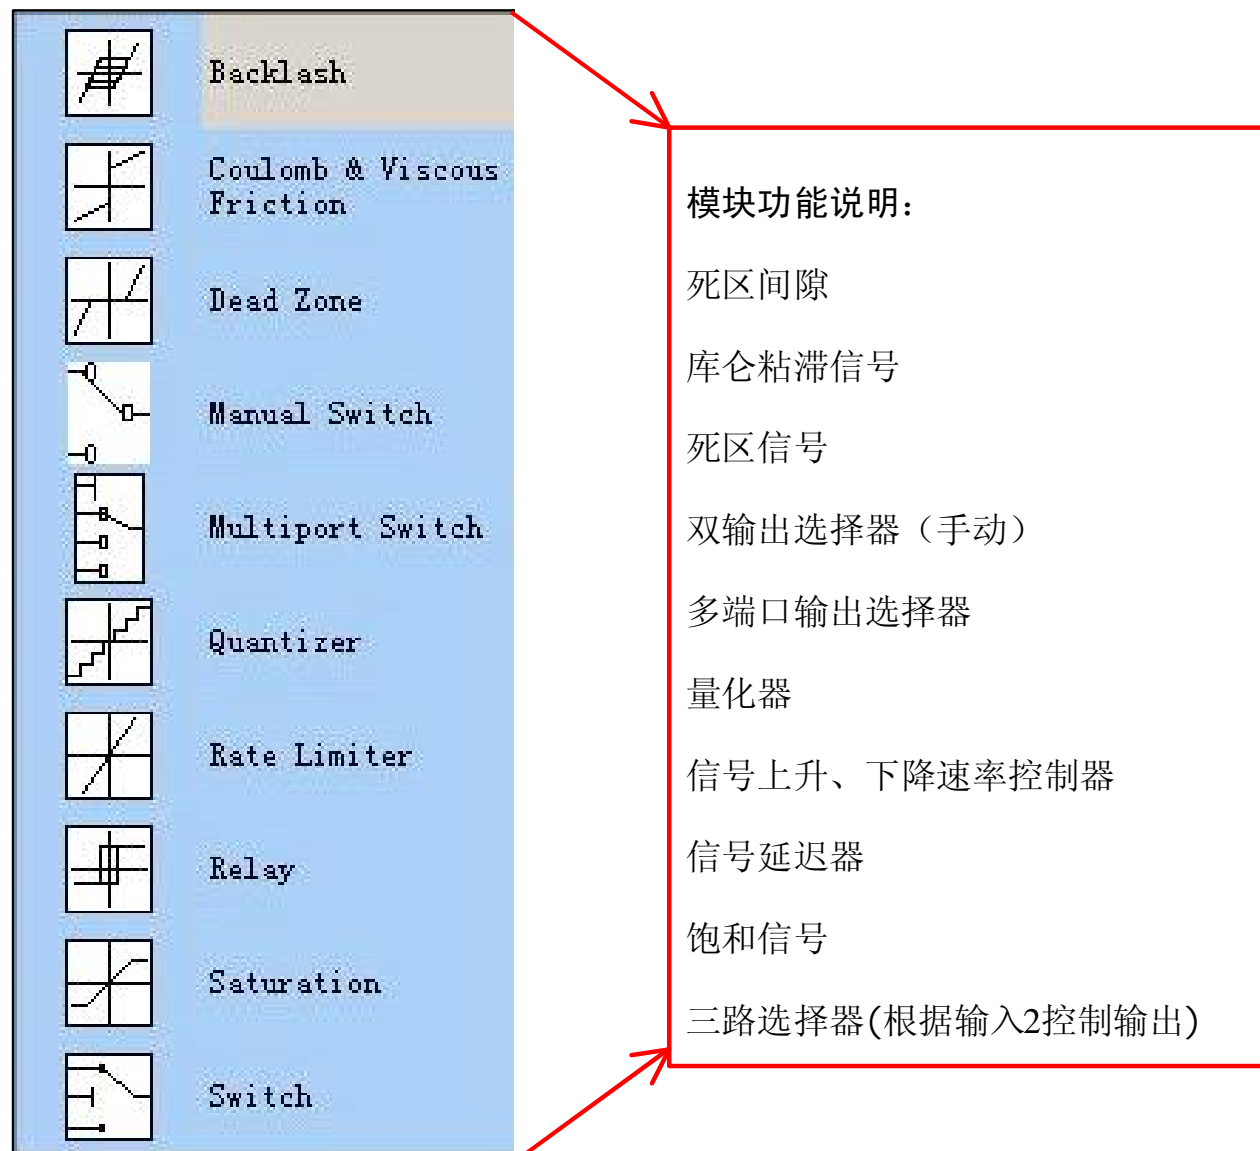 Backlash
Coulomb & Viscous
Friction
Dead Zone
Manual Switch
Multiport Switch
Quantizer
Rate Limiter
Relay
Saturation
Switch
模块功能说明：
死区间隙
库仑粘滞信号
死区信号
双输出选择器（手动）
多端口输出选择器
量化器
信号上升、下降速率控制器
信号延迟器
饱和信号
三路选择器(根据输入2控制输出)